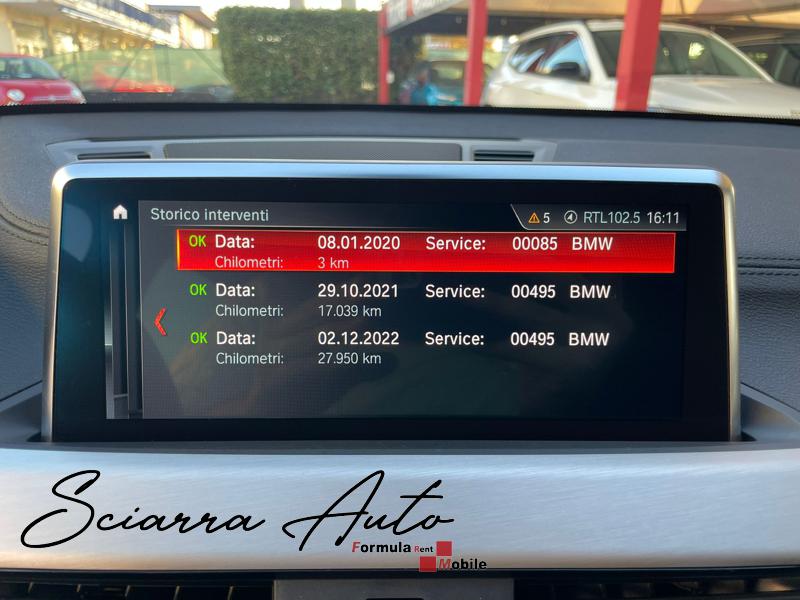 Storico interventi 5 RTL102.5 16:11
OK Data: 08.01.2020 Service: 00085 BMW
Chilometri: 3 km
OK Data: 29.10.2021 Service: 00495 BMW
Chilometri: 17.039 km
OK Data: 02.12.2022 Service: 00495 BMW
Chilometri: 27.950 km
Sciarra Auto
Formula Rent
Mobile